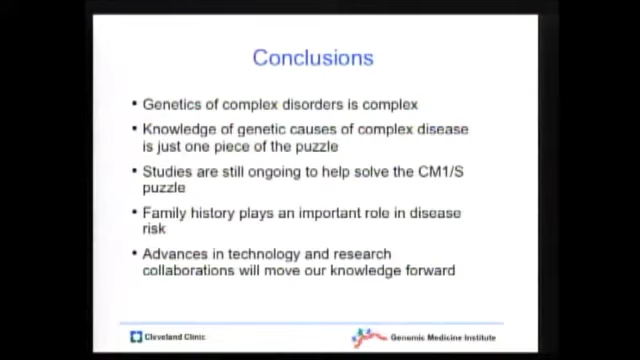 Conclusions
• Genetics of complex disorders is complex
• Knowledge of genetic causes of complex disease
is just one piece of the puzzle
• Studies are still ongoing to help solve the CM1/S
puzzle
• Family history plays an important role in disease
risk
• Advances in technology and research
collaborations will move our knowledge forward
Cleveland Clinic
Genomic Medicine Institute